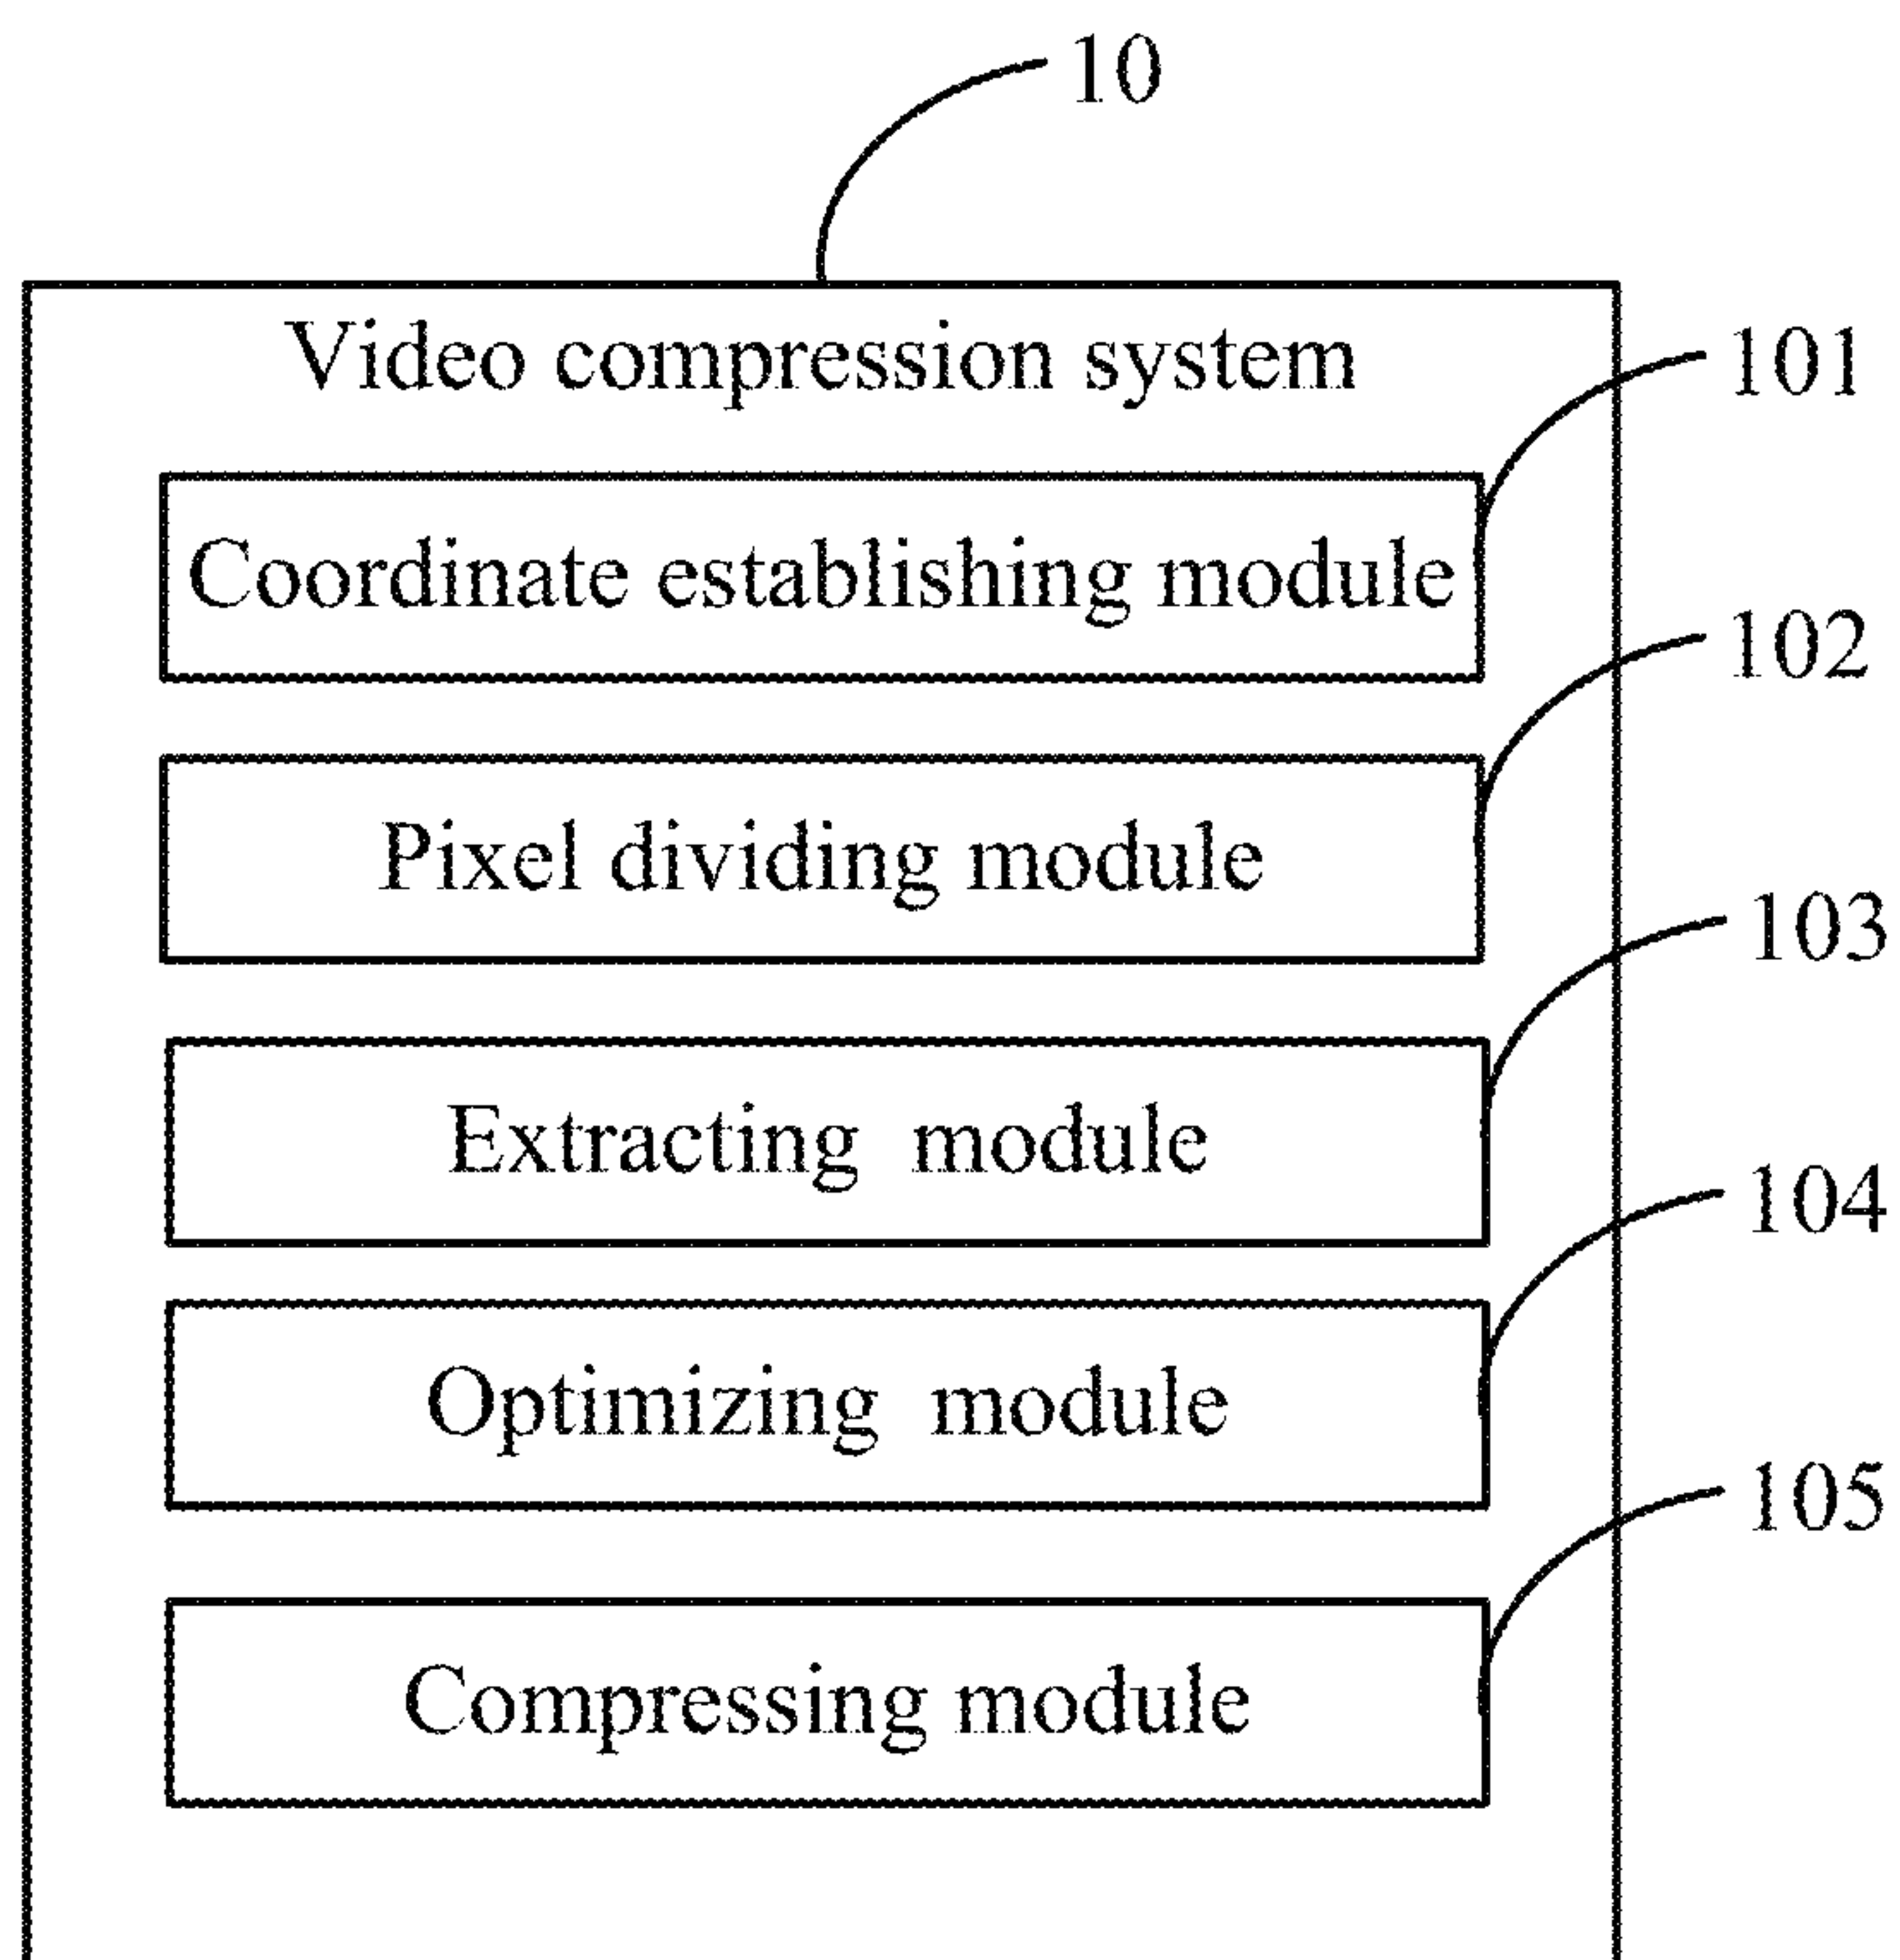 10
Video compression system
101
Coordinate establishing module
102
Pixel dividing module
103
Extracting module
104
Optimizing module
105
Compressing module